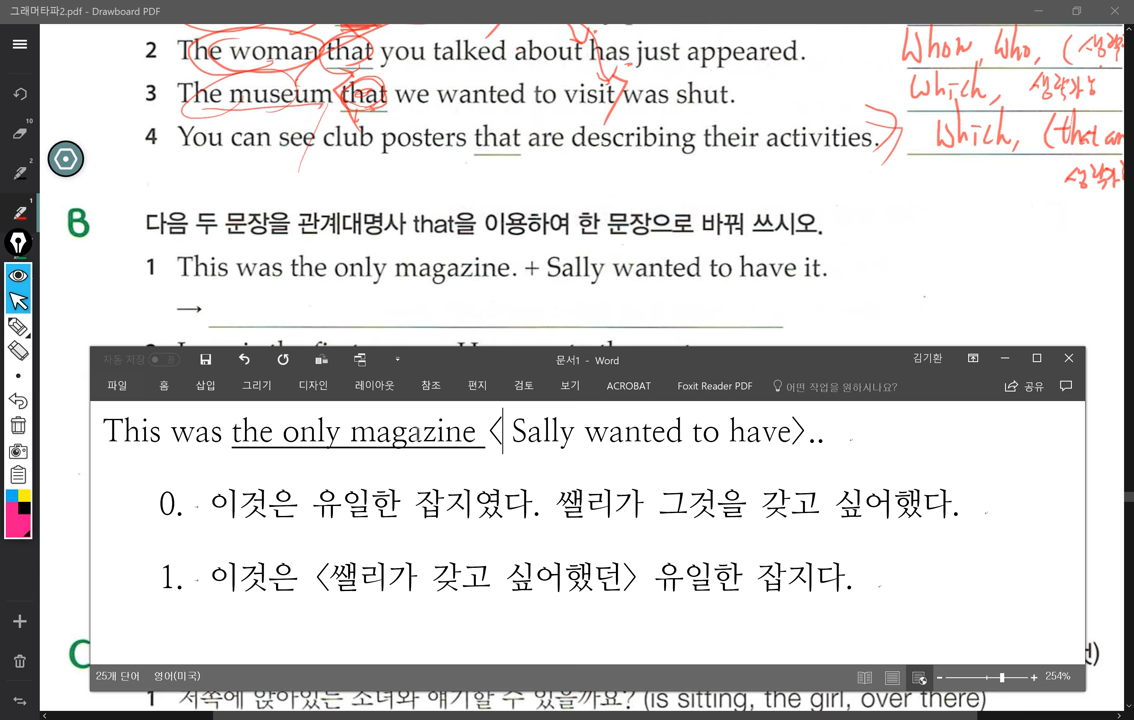 그래머타파2.pdf - Drawboard PDF
2 The woman that you talked about has just appeared.
whom, who,
3 The museum that we wanted to visit was shut.
which, 생략가능
4 You can see club posters that are describing their activities.
which, (that are
B 다음 두 문장을 관계대명사 that을 이용하여 한 문장으로 바꿔 쓰시오.
1 This was the only magazine. + Sally wanted to have it.
→
자동 저장
문서1 - Word
김기환
파일 홈 삽입 그리기 디자인 레이아웃 참조 편지 검토 보기 ACROBAT Foxit Reader PDF 어떤 작업을 원하시나요? 공유
This was the only magazine 〈 Sally wanted to have〉..
0. 이것은 유일한 잡지였다. 쌜리가 그것을 갖고 싶어했다.
1. 이것은 〈쌜리가 갖고 싶어했던〉 유일한 잡지다.
C
25개 단어 영어(미국) 254%
1 저쪽에 앉아있는 소녀와 얘기할 수 있을까요? (is sitting, the girl, over there)